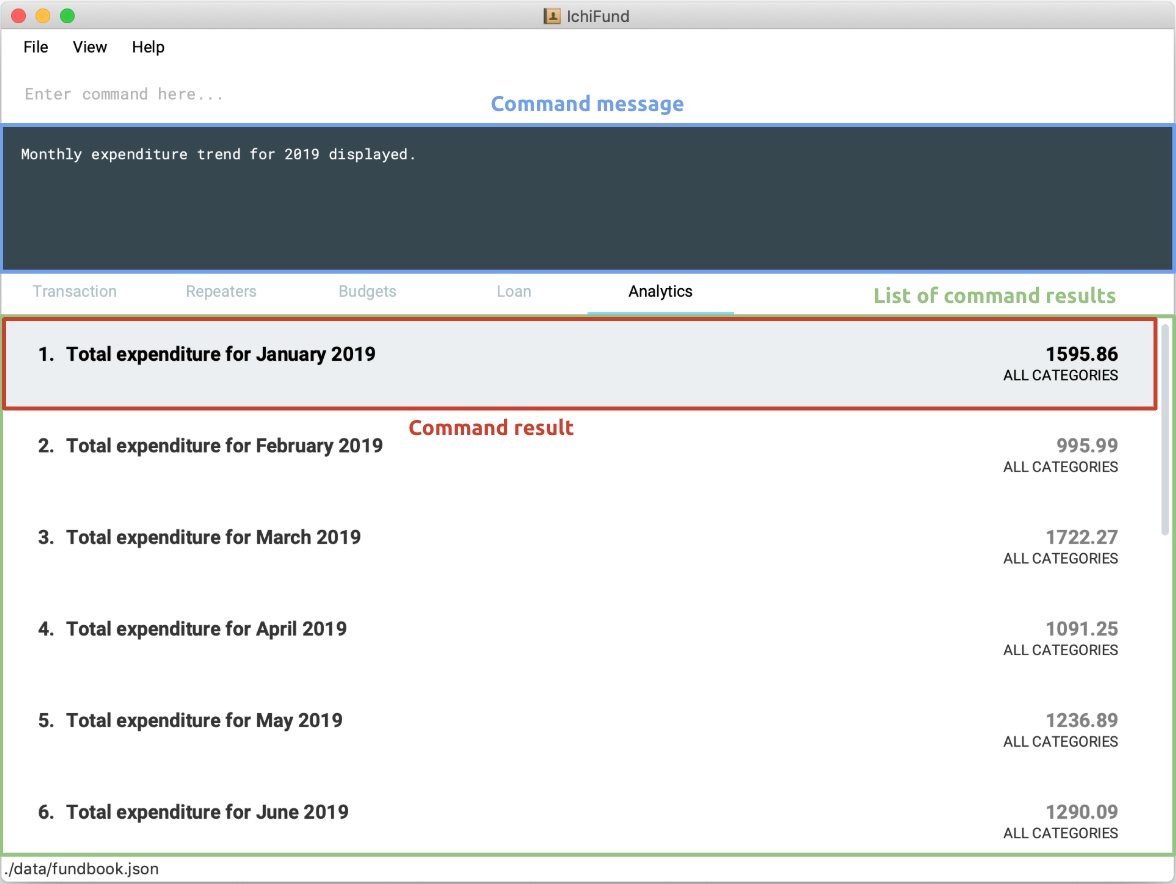 IchiFund
File View Help
Enter command here...
Command message
Monthly expenditure trend for 2019 displayed.
Transaction Repeaters Budgets Loan Analytics
List of command results
1. Total expenditure for January 2019 1595.86
ALL CATEGORIES
Command result
2. Total expenditure for February 2019 995.99
ALL CATEGORIES
3. Total expenditure for March 2019 1722.27
ALL CATEGORIES
4. Total expenditure for April 2019 1091.25
ALL CATEGORIES
5. Total expenditure for May 2019 1236.89
ALL CATEGORIES
6. Total expenditure for June 2019 1290.09
ALL CATEGORIES
./data/fundbook.json